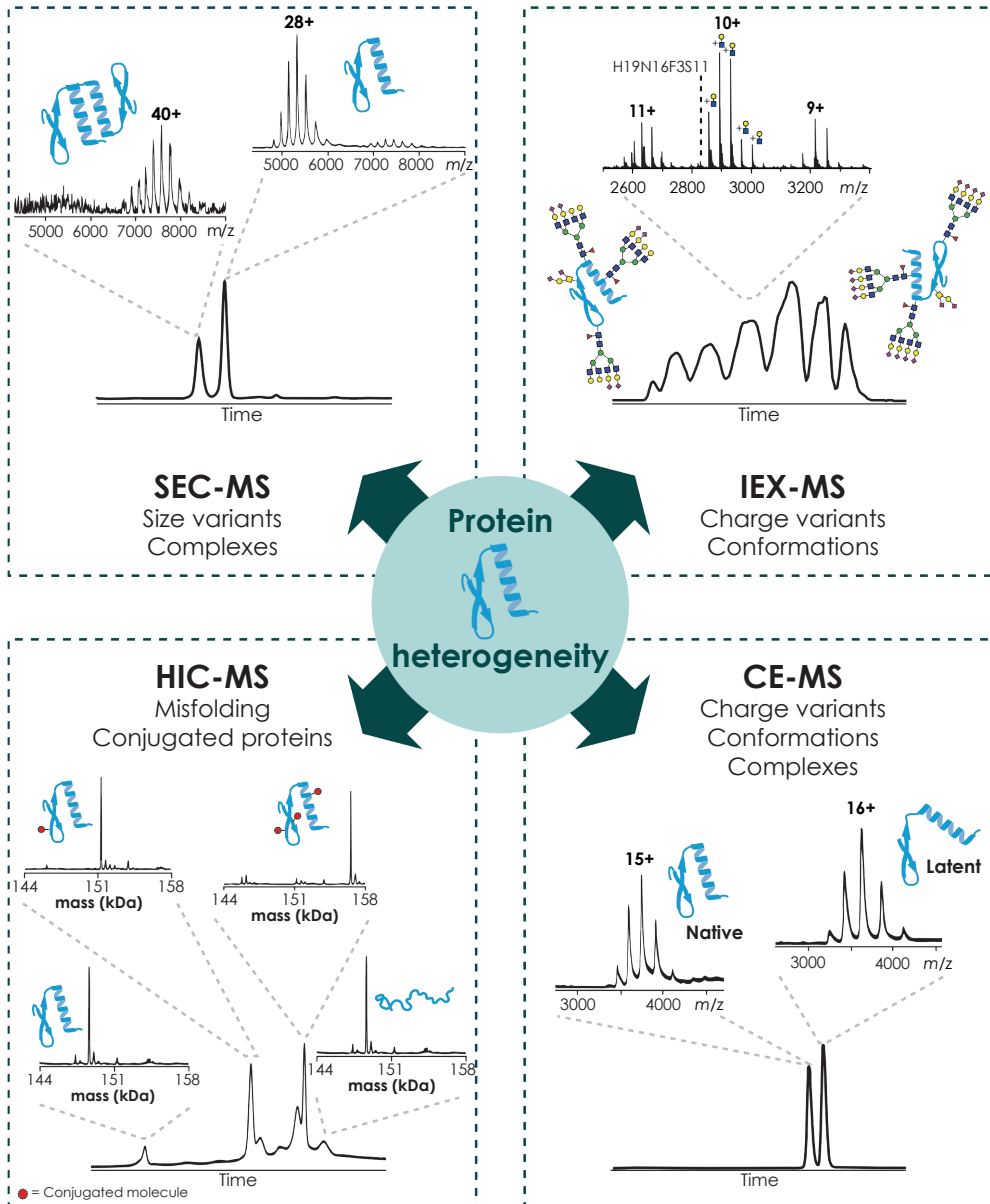 28+
40+
5000 6000 7000 8000 m/z
5000 6000 7000 8000 m/z
Time
SEC-MS
Size variants
Complexes
10+
H19N16F3S11
11+
9+
+
+
+
+
+
2600 2800 3000 3200 m/z
Time
IEX-MS
Charge variants
Conformations
Protein
heterogeneity
HIC-MS
Misfolding
Conjugated proteins
144 151 158
mass (kDa)
144 151 158
mass (kDa)
144 151 158
mass (kDa)
144 151 158
mass (kDa)
Time
= Conjugated molecule
CE-MS
Charge variants
Conformations
Complexes
16+
Latent
15+
Native
3000 4000 m/z
3000 4000 m/z
Time